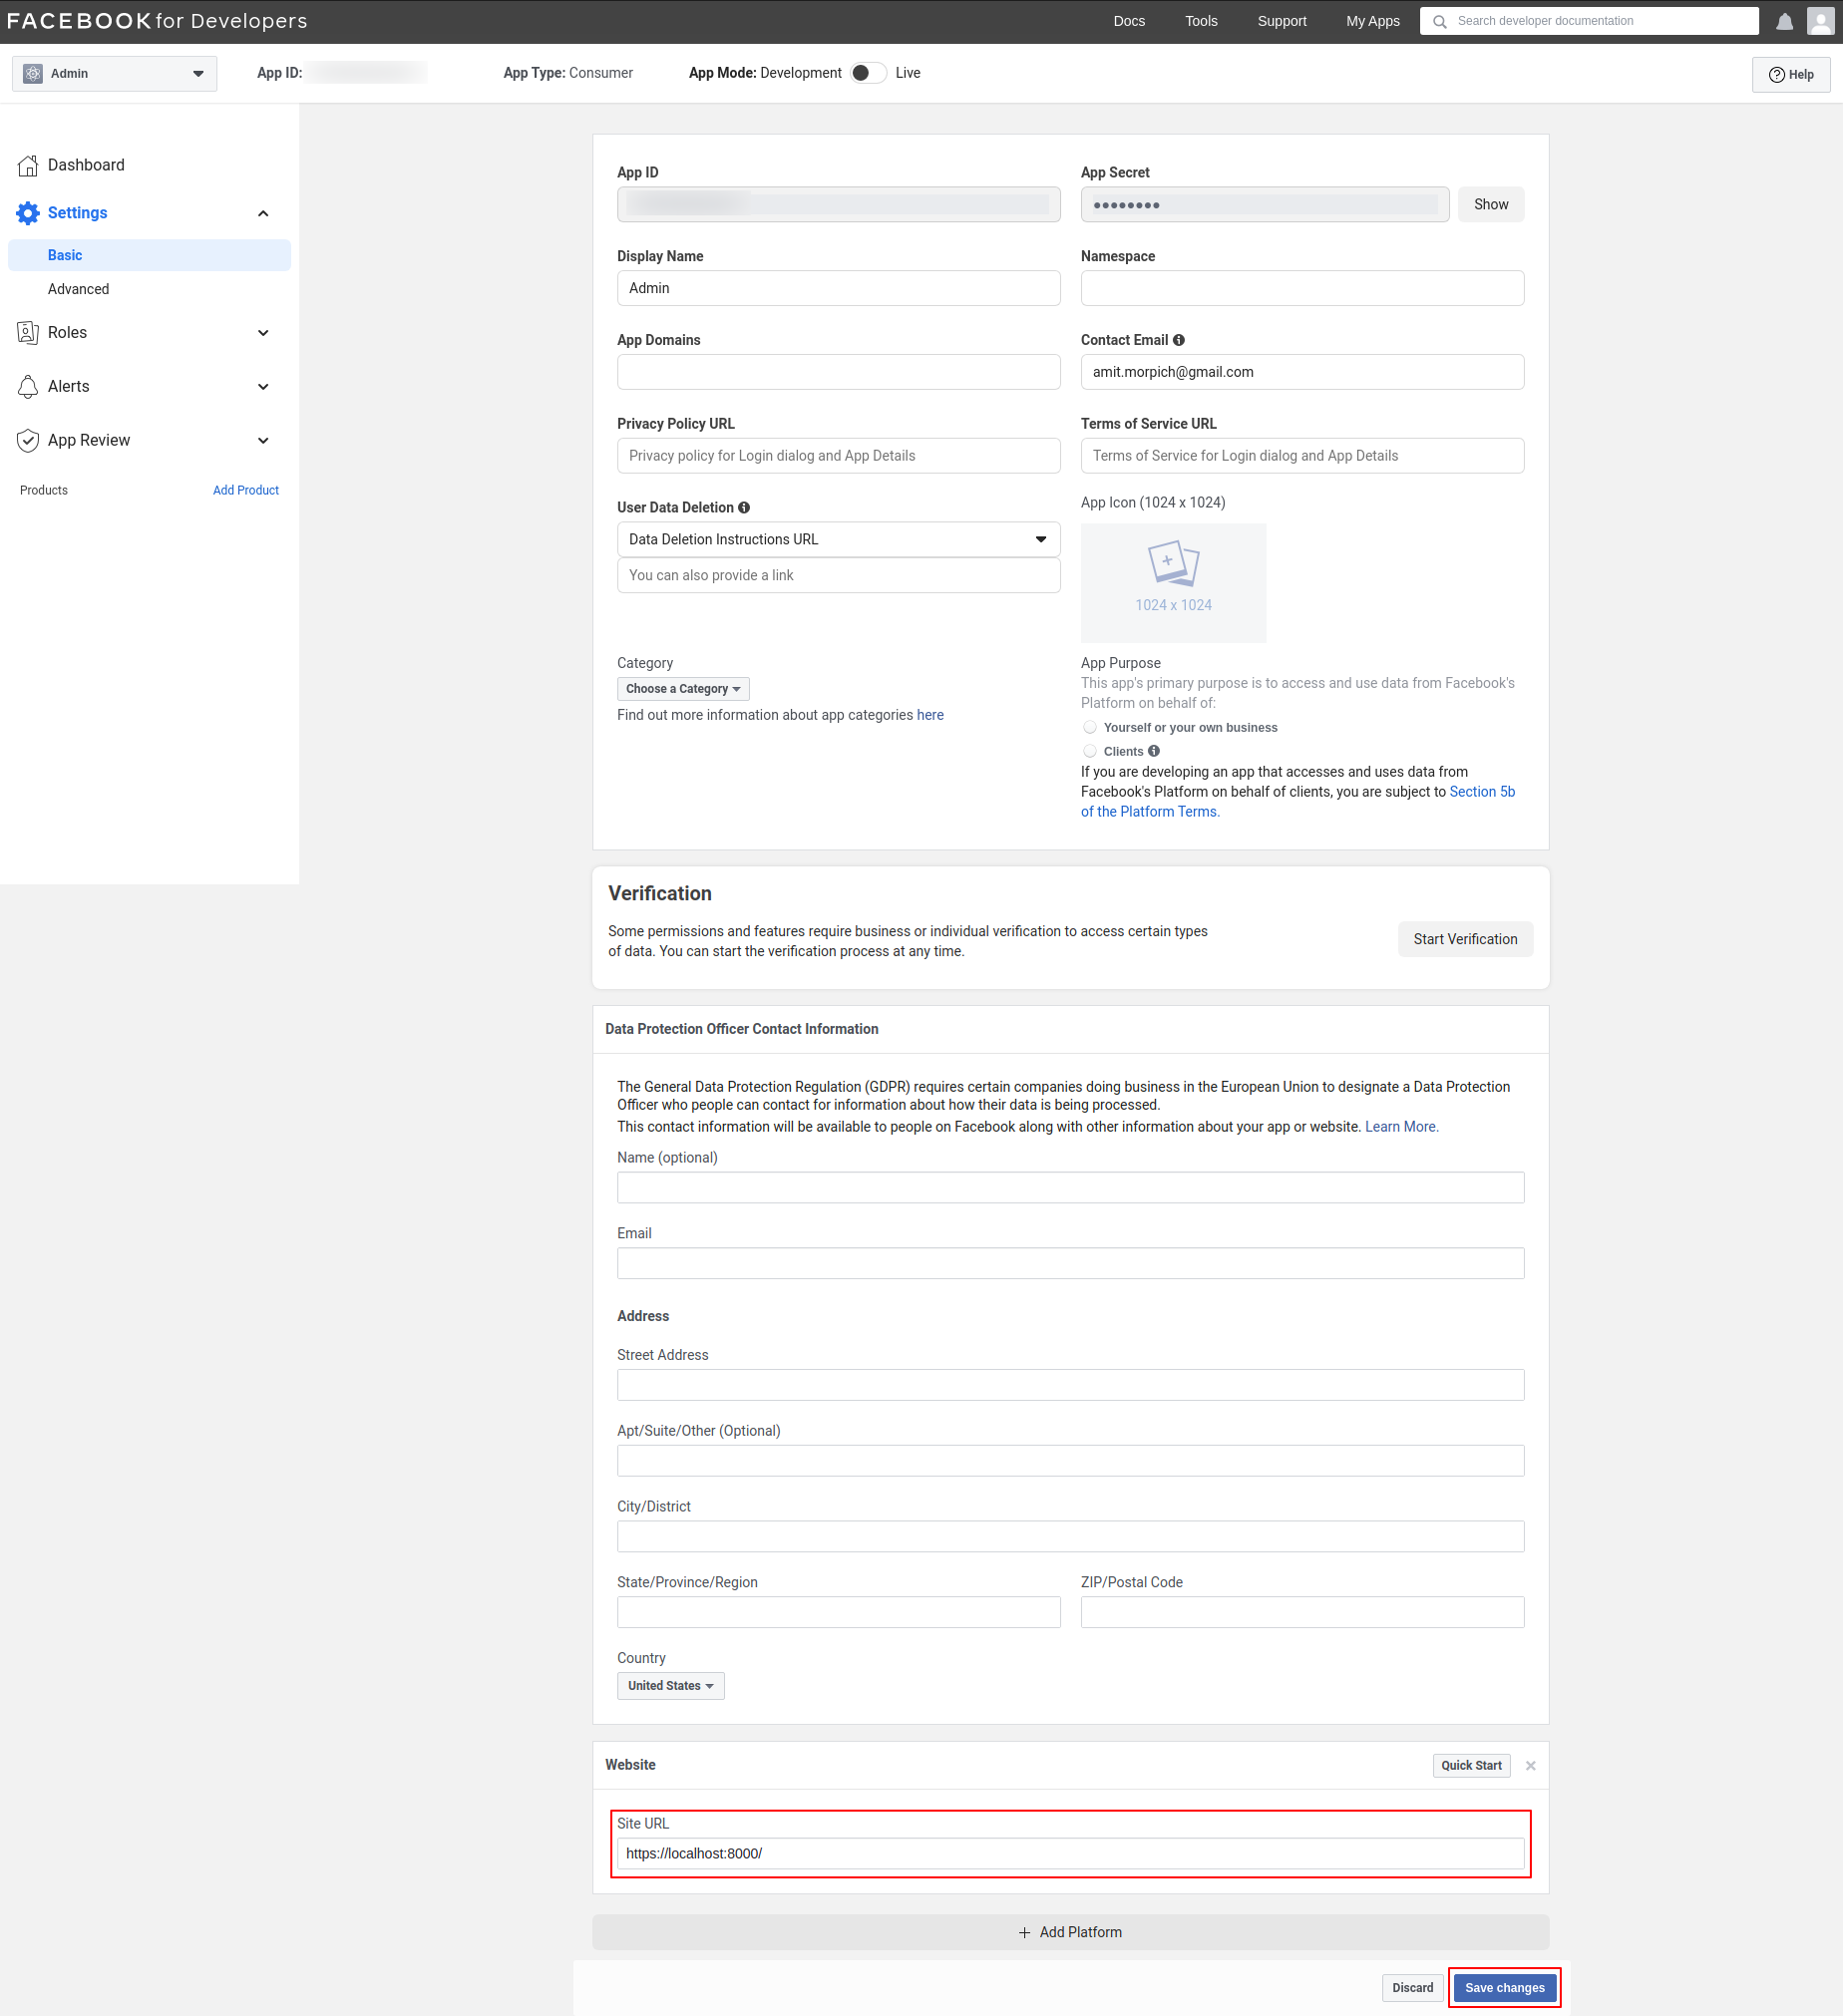 FACEBOOK for Developers
Docs
Tools
Support
My Apps
Search developer documentation
Admin
App ID:
App Type: Consumer
App Mode: Development
Live
Help
Dashboard
Settings
Basic
Advanced
Roles
Alerts
App Review
Products
Add Product
App ID
App Secret
••••••••
Show
Display Name
Namespace
Admin
App Domains
Contact Email
amit.morpich@gmail.com
Privacy Policy URL
Terms of Service URL
Privacy policy for Login dialog and App Details
Terms of Service for Login dialog and App Details
User Data Deletion
Data Deletion Instructions URL
You can also provide a link
App Icon (1024 x 1024)
1024 x 1024
Category
Choose a Category
Find out more information about app categories here
App Purpose
This app's primary purpose is to access and use data from Facebook's
Platform on behalf of:
Yourself or your own business
Clients
If you are developing an app that accesses and uses data from
Facebook's Platform on behalf of clients, you are subject to Section 5b
of the Platform Terms.
Verification
Some permissions and features require business or individual verification to access certain types
of data. You can start the verification process at any time.
Start Verification
Data Protection Officer Contact Information
The General Data Protection Regulation (GDPR) requires certain companies doing business in the European Union to designate a Data Protection
Officer who people can contact for information about how their data is being processed.
This contact information will be available to people on Facebook along with other information about your app or website. Learn More.
Name (optional)
Email
Address
Street Address
Apt/Suite/Other (Optional)
City/District
State/Province/Region
ZIP/Postal Code
Country
United States
Website
Quick Start
Site URL
https://localhost:8000/
Add Platform
Discard
Save changes